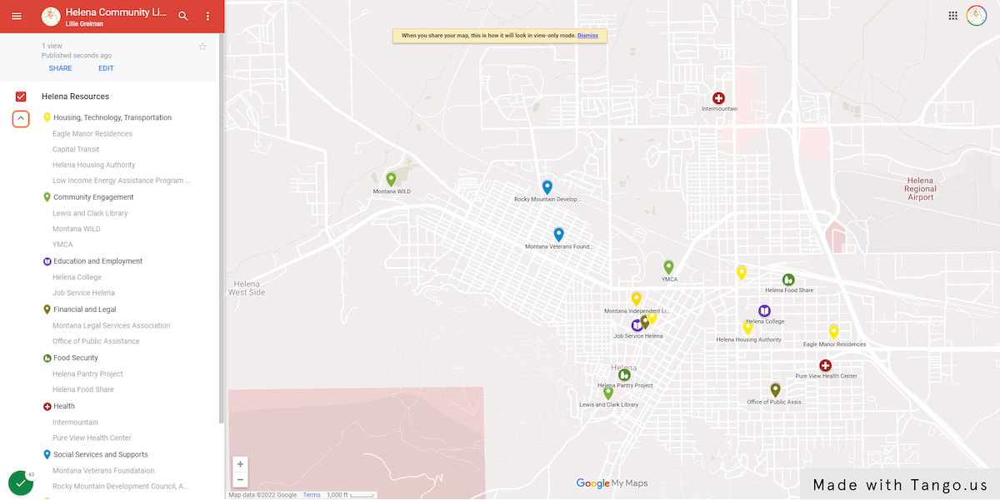 Helena Community Li...
Lillie Greiman
1 view
Published seconds ago
SHARE EDIT
Helena Resources
Housing, Technology, Transportation
Eagle Manor Residences
Capital Transit
Helena Housing Authority
Low Income Energy Assistance Program ...
Community Engagement
Lewis and Clark Library
Montana WILD
YMCA
Education and Employment
Helena College
Job Service Helena
Financial and Legal
Montana Legal Services Association
Office of Public Assistance
Food Security
Helena Pantry Project
Helena Food Share
Health
Intermountain
Pure View Health Center
Social Services and Supports
Montana Veterans Foundataion
Rocky Mountain Development Council, A...
40
When you share your map, this is how it will look in view-only mode. Dismiss
Intermountain
Montana WILD
Rocky Mountain Develop...
Helena
Regional
Airport
Montana Veterans Found...
YMCA
Helena
West Side
Helena Food Share
Montana Independent Li...
Helena College
Job Service Helena
Helena Housing Authority
Eagle Manor Residences
Helena
Pure View Health Center
Helena Pantry Project
Lewis and Clark Library
Office of Public Assis...
+
−
Google My Maps
Made with Tango.us
Map data ©2022 Google Terms 1,000 ft